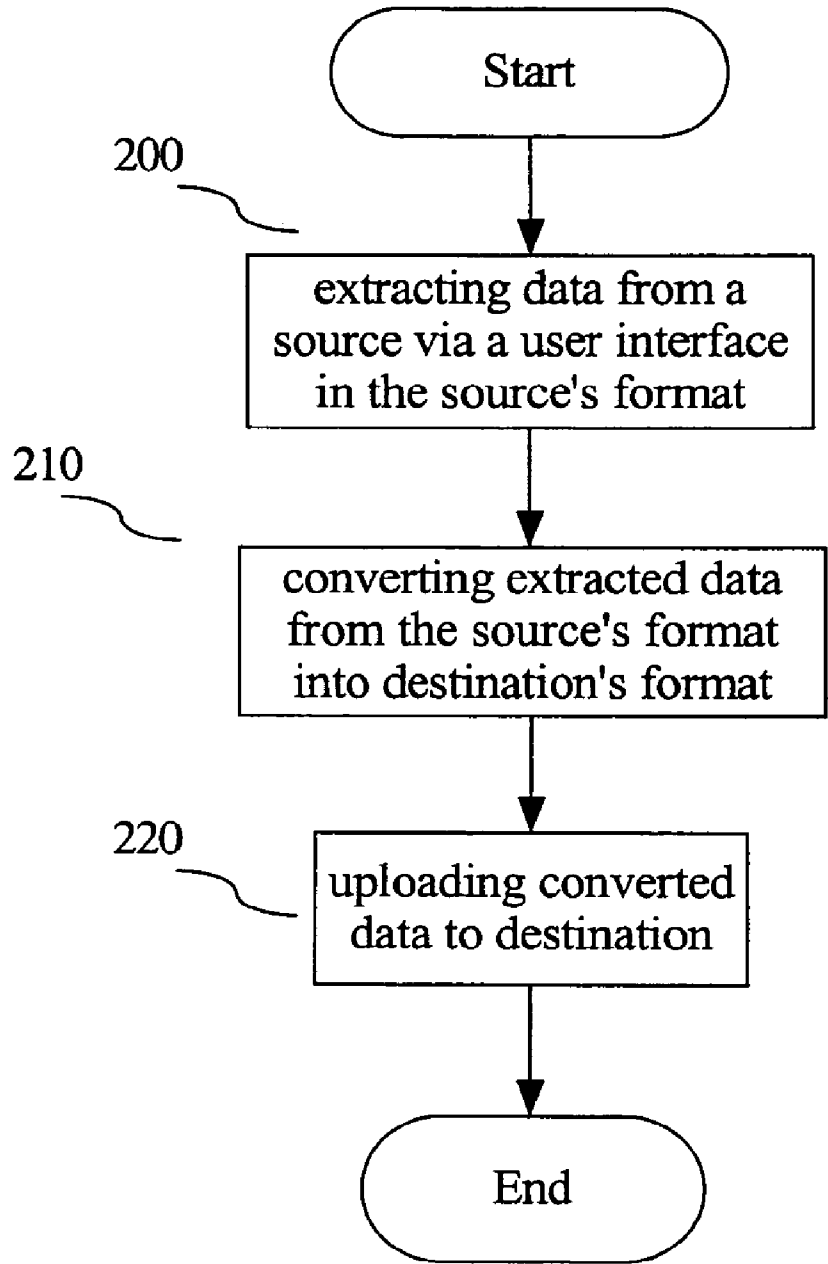 Start
200
extracting data from a
source via a user interface
in the source's format
210
converting extracted data
from the source's format
into destination's format
220
uploading converted
data to destination
End